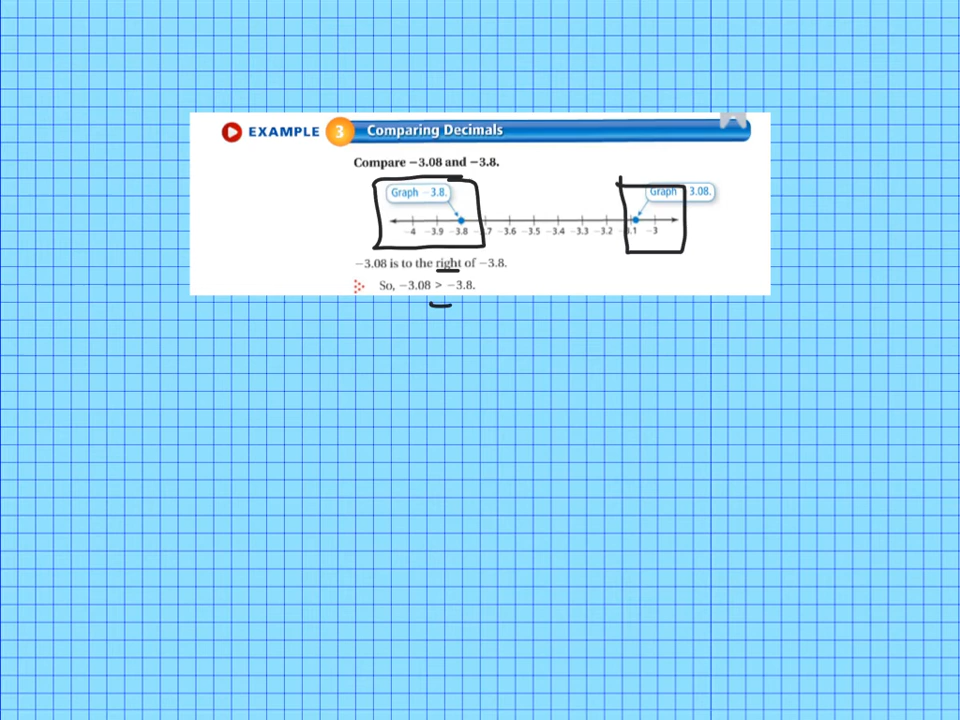 EXAMPLE 3 Comparing Decimals
Compare −3.08 and −3.8.
Graph −3.8. Graph 3.08.
−4 −3.9 −3.8 .7 −3.6 −3.5 −3.4 −3.3 −3.2 .1 −3
−3.08 is to the right of −3.8.
So, −3.08 > −3.8.